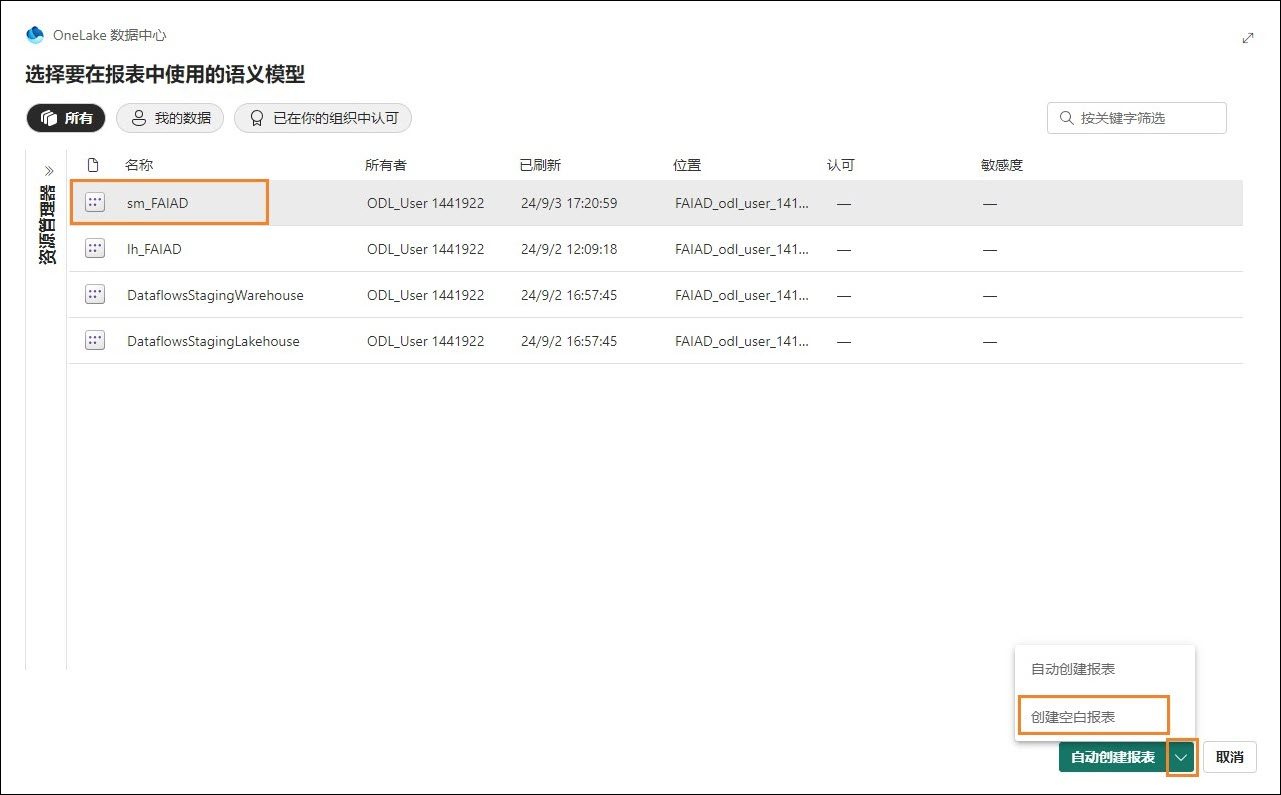 OneLake 数据中心
选择要在报表中使用的语义模型
所有 我的数据 已在你的组织中认可 按关键字筛选
资源管理器
名称 所有者 已刷新 位置 认可 敏感度
sm_FAIAD ODL_User 1441922 24/9/3 17:20:59 FAIAD_odl_user_141... — —
lh_FAIAD ODL_User 1441922 24/9/2 12:09:18 FAIAD_odl_user_141... — —
DataflowsStagingWarehouse ODL_User 1441922 24/9/2 16:57:45 FAIAD_odl_user_141... — —
DataflowsStagingLakehouse ODL_User 1441922 24/9/2 16:57:45 FAIAD_odl_user_141... — —
自动创建报表
创建空白报表
自动创建报表 取消